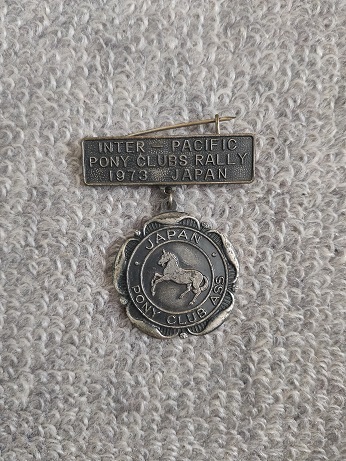 INTER - PACIFIC
PONY CLUBS RALLY
1973 JAPAN
JAPAN
PONY CLUB ASS